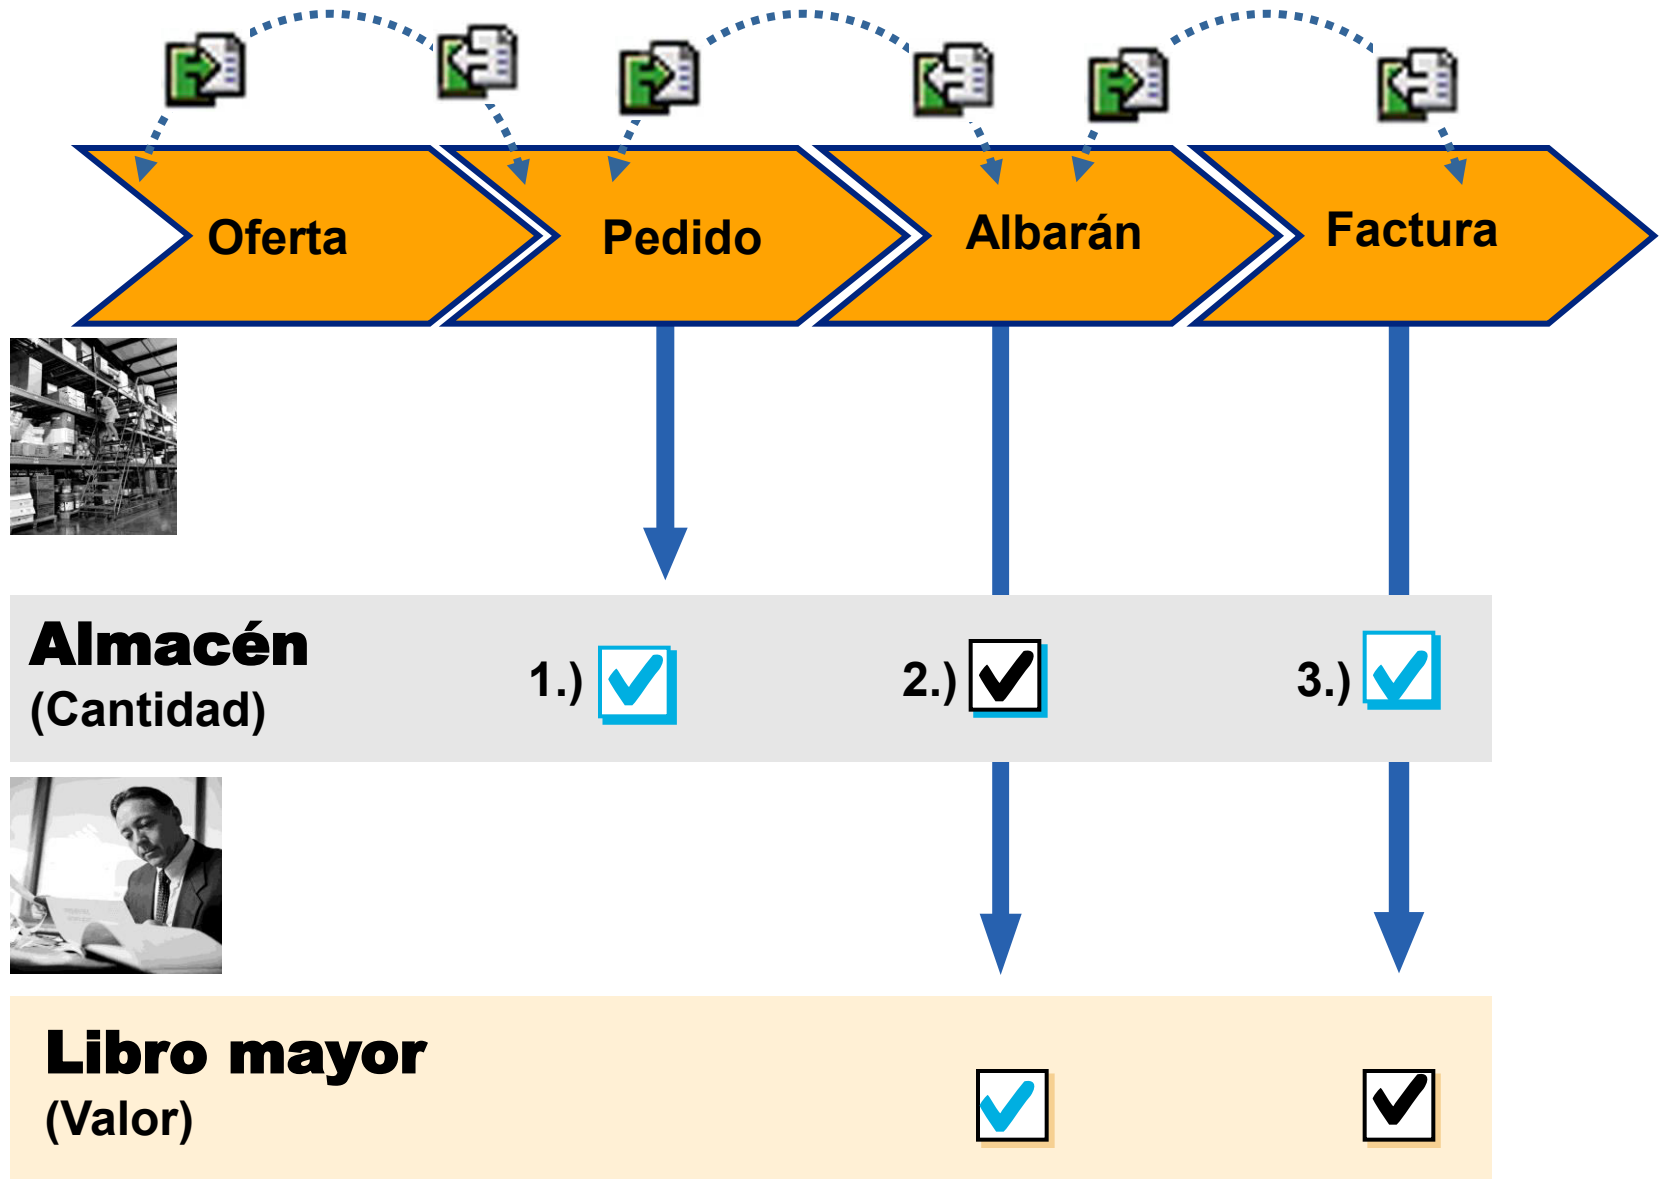 Oferta
Pedido
Albarán
Factura
Almacén
(Cantidad)
1.)
2.)
3.)
Libro mayor
(Valor)